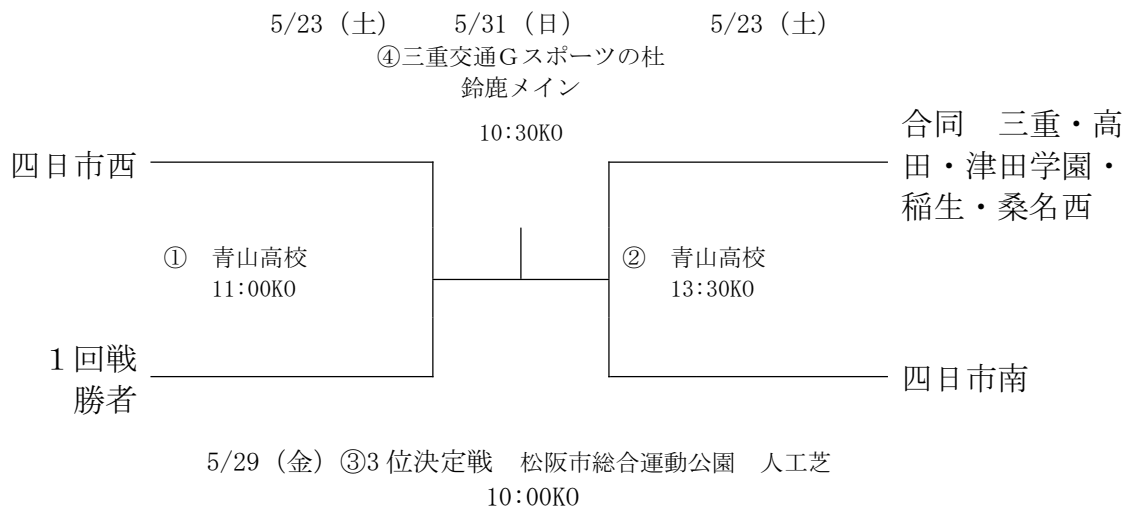 5/23（土）　5/31（日）　5/23（土）
④三重交通Ｇスポーツの杜
鈴鹿メイン
10:30KO
四日市西
合同　三重・高
田・津田学園・
稲生・桑名西
①　青山高校
11:00KO
②　青山高校
13:30KO
１回戦
勝者
四日市南
5/29（金）③3位決定戦　松阪市総合運動公園　人工芝
10:00KO